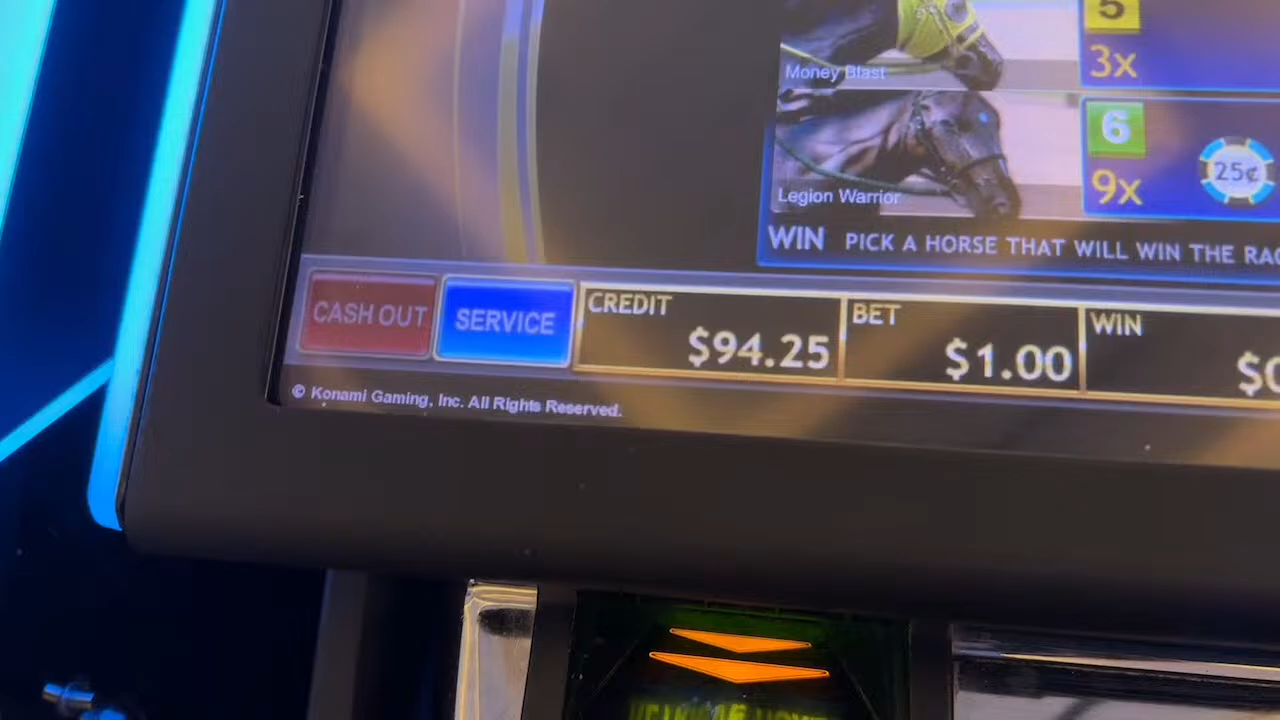 5
3x
Money Blast
6
9x
25¢
Legion Warrior
WIN PICK A HORSE THAT WILL WIN THE
CASH OUT
SERVICE
CREDIT
$94.25
BET
$1.00
WIN
© Konami Gaming, Inc. All Rights Reserved.